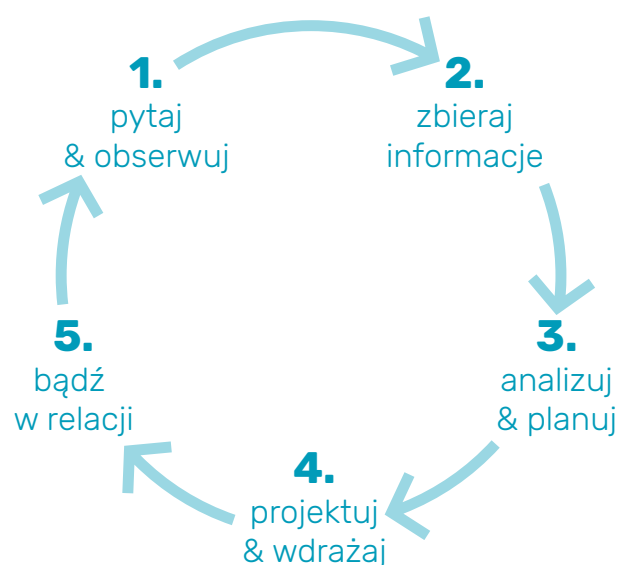 1.
pytaj
& obserwuj
2.
zbieraj
informacje
3.
analizuj
& planuj
4.
projektuj
& wdrażaj
5.
bądź
w relacji